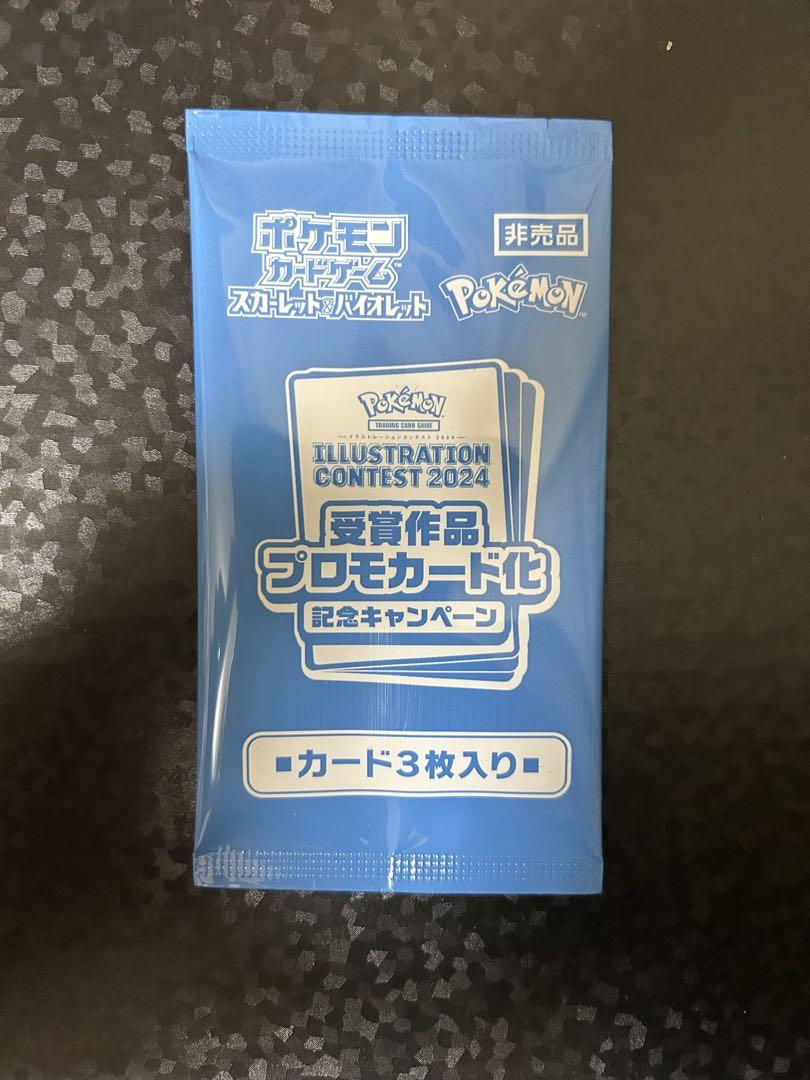 ポケモン
カードゲーム™
スカーレット&バイオレット
非売品
POKéMON™
POKéMON
TRADING CARD GAME
イラストレーションコンテスト 2024
ILLUSTRATION
CONTEST 2024
受賞作品
プロモカード化
記念キャンペーン
■カード3枚入り■